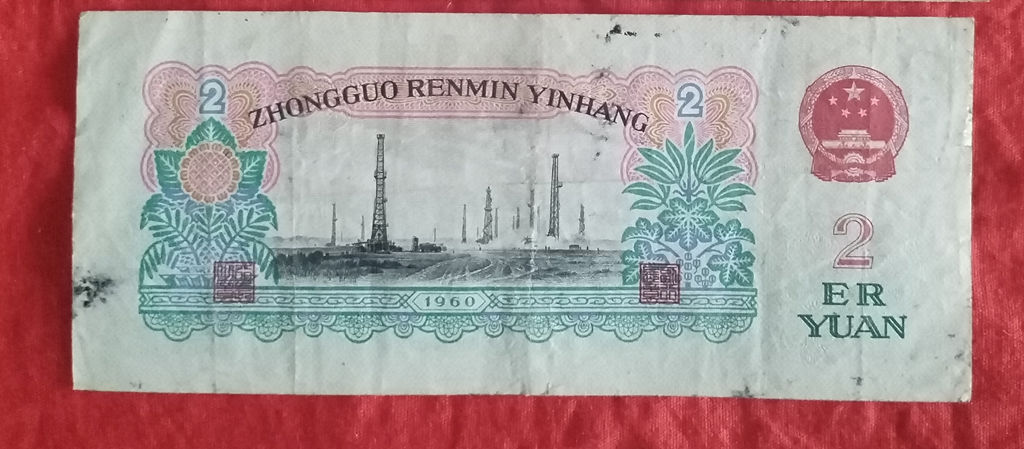 2
2
ZHONGGUO RENMIN YINHANG
1960
2
ER
YUAN